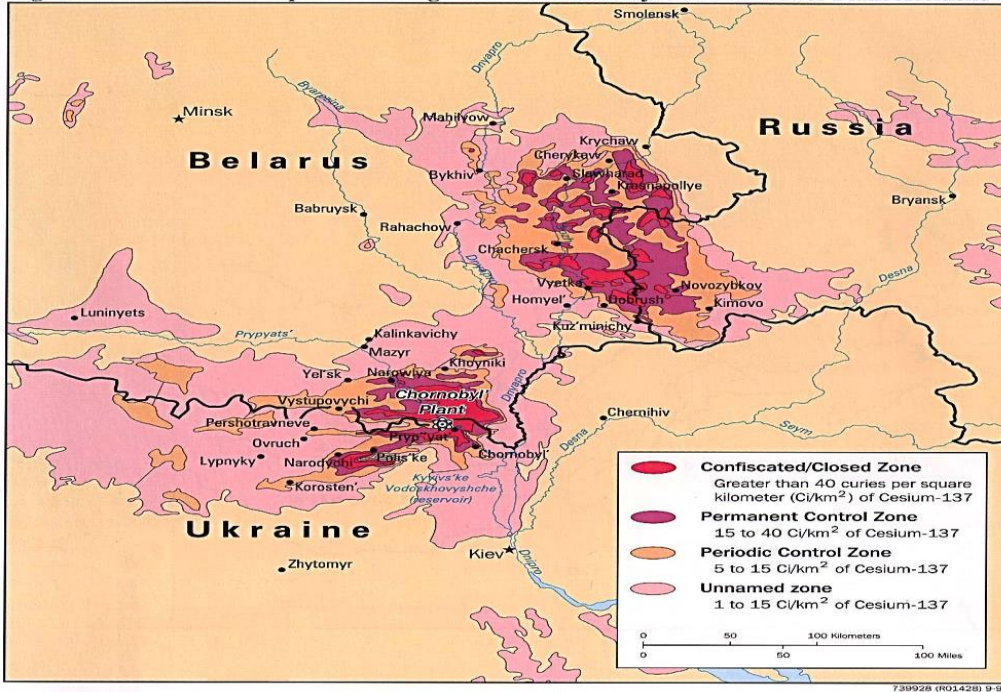 Smolensk
Dnyapro
Minsk
Byarezina
Mahilyow
Russia
Krychaw
Belarus
Cherykaw
Bykhiv
Slawharad
Krasnapollye
Bryansk
Babruysk
Rahachow
Chachersk
Dnyapro
Desna
Vyetka
Novozybkov
Homyel'
Dobrush
Kimovo
Luninyets
Kuz'minichy
Prypyats'
Kalinkavichy
Mazyr
Khoyniki
Yel'sk
Narowlya
Dnyapro
Chornobyl'
Plant
Vystupovychi
Chernihiv
Pershotravneve
Pryp''yat'
Desna
Seym
Ovruch
Chornobyl'
Lypnyky
Narodychi
Polis'ke
Kyyivs'ke
Vodoskhovyshche
(reservoir)
Korosten'
Ukraine
Kiev
Dnipro
Zhytomyr
Confiscated/Closed Zone
Greater than 40 curies per square
kilometer (Ci/km²) of Cesium-137
Permanent Control Zone
15 to 40 Ci/km² of Cesium-137
Periodic Control Zone
5 to 15 Ci/km² of Cesium-137
Unnamed zone
1 to 15 Ci/km² of Cesium-137
0 50 100 Kilometers
0 50 100 Miles
739928 (R01428) 9-9